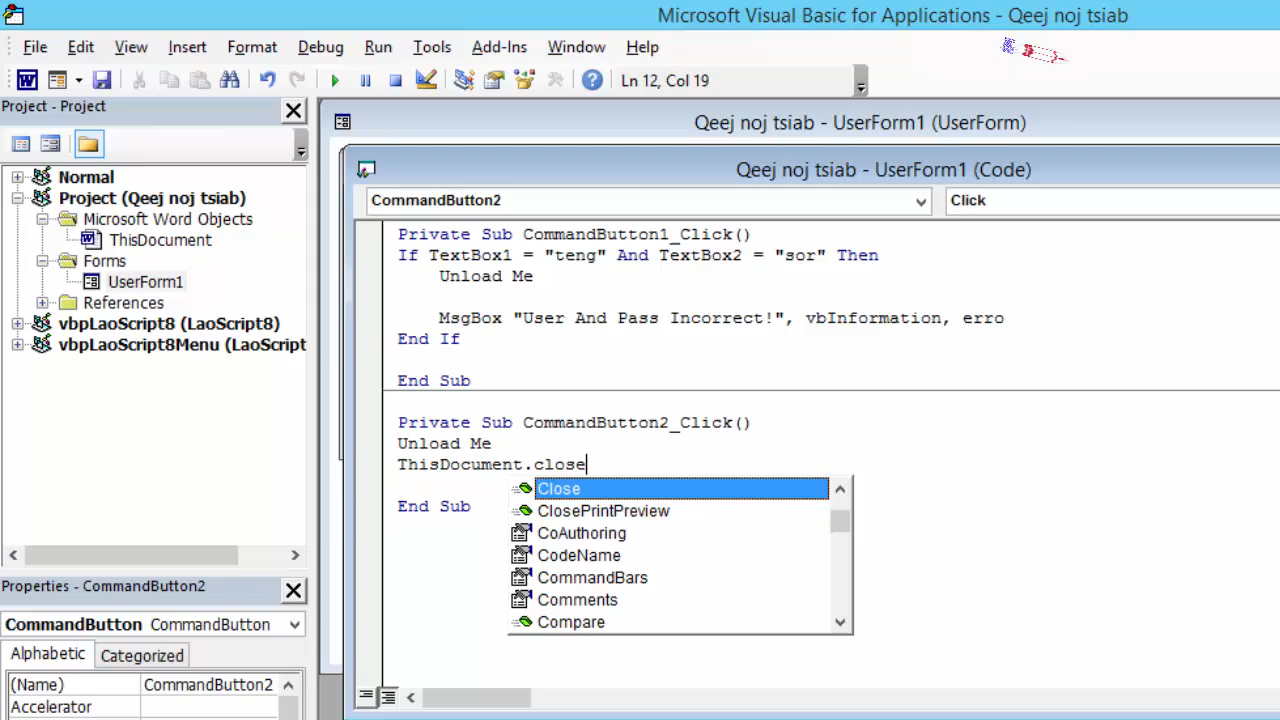 Microsoft Visual Basic for Applications - Qeej noj tsiab
File Edit View Insert Format Debug Run Tools Add-Ins Window Help
Ln 12, Col 19
Project - Project
Normal
Project (Qeej noj tsiab)
Microsoft Word Objects
ThisDocument
Forms
UserForm1
References
vbpLaoScript8 (LaoScript8)
vbpLaoScript8Menu (LaoScript
Properties - CommandButton2
CommandButton2 CommandButton
Alphabetic Categorized
(Name) CommandButton2
Accelerator
Qeej noj tsiab - UserForm1 (UserForm)
Qeej noj tsiab - UserForm1 (Code)
CommandButton2 Click
Private Sub CommandButton1_Click()
If TextBox1 = "teng" And TextBox2 = "sor" Then
Unload Me
MsgBox "User And Pass Incorrect!", vbInformation, erro
End If
End Sub
Private Sub CommandButton2_Click()
Unload Me
ThisDocument.close
End Sub
Close
ClosePrintPreview
CoAuthoring
CodeName
CommandBars
Comments
Compare